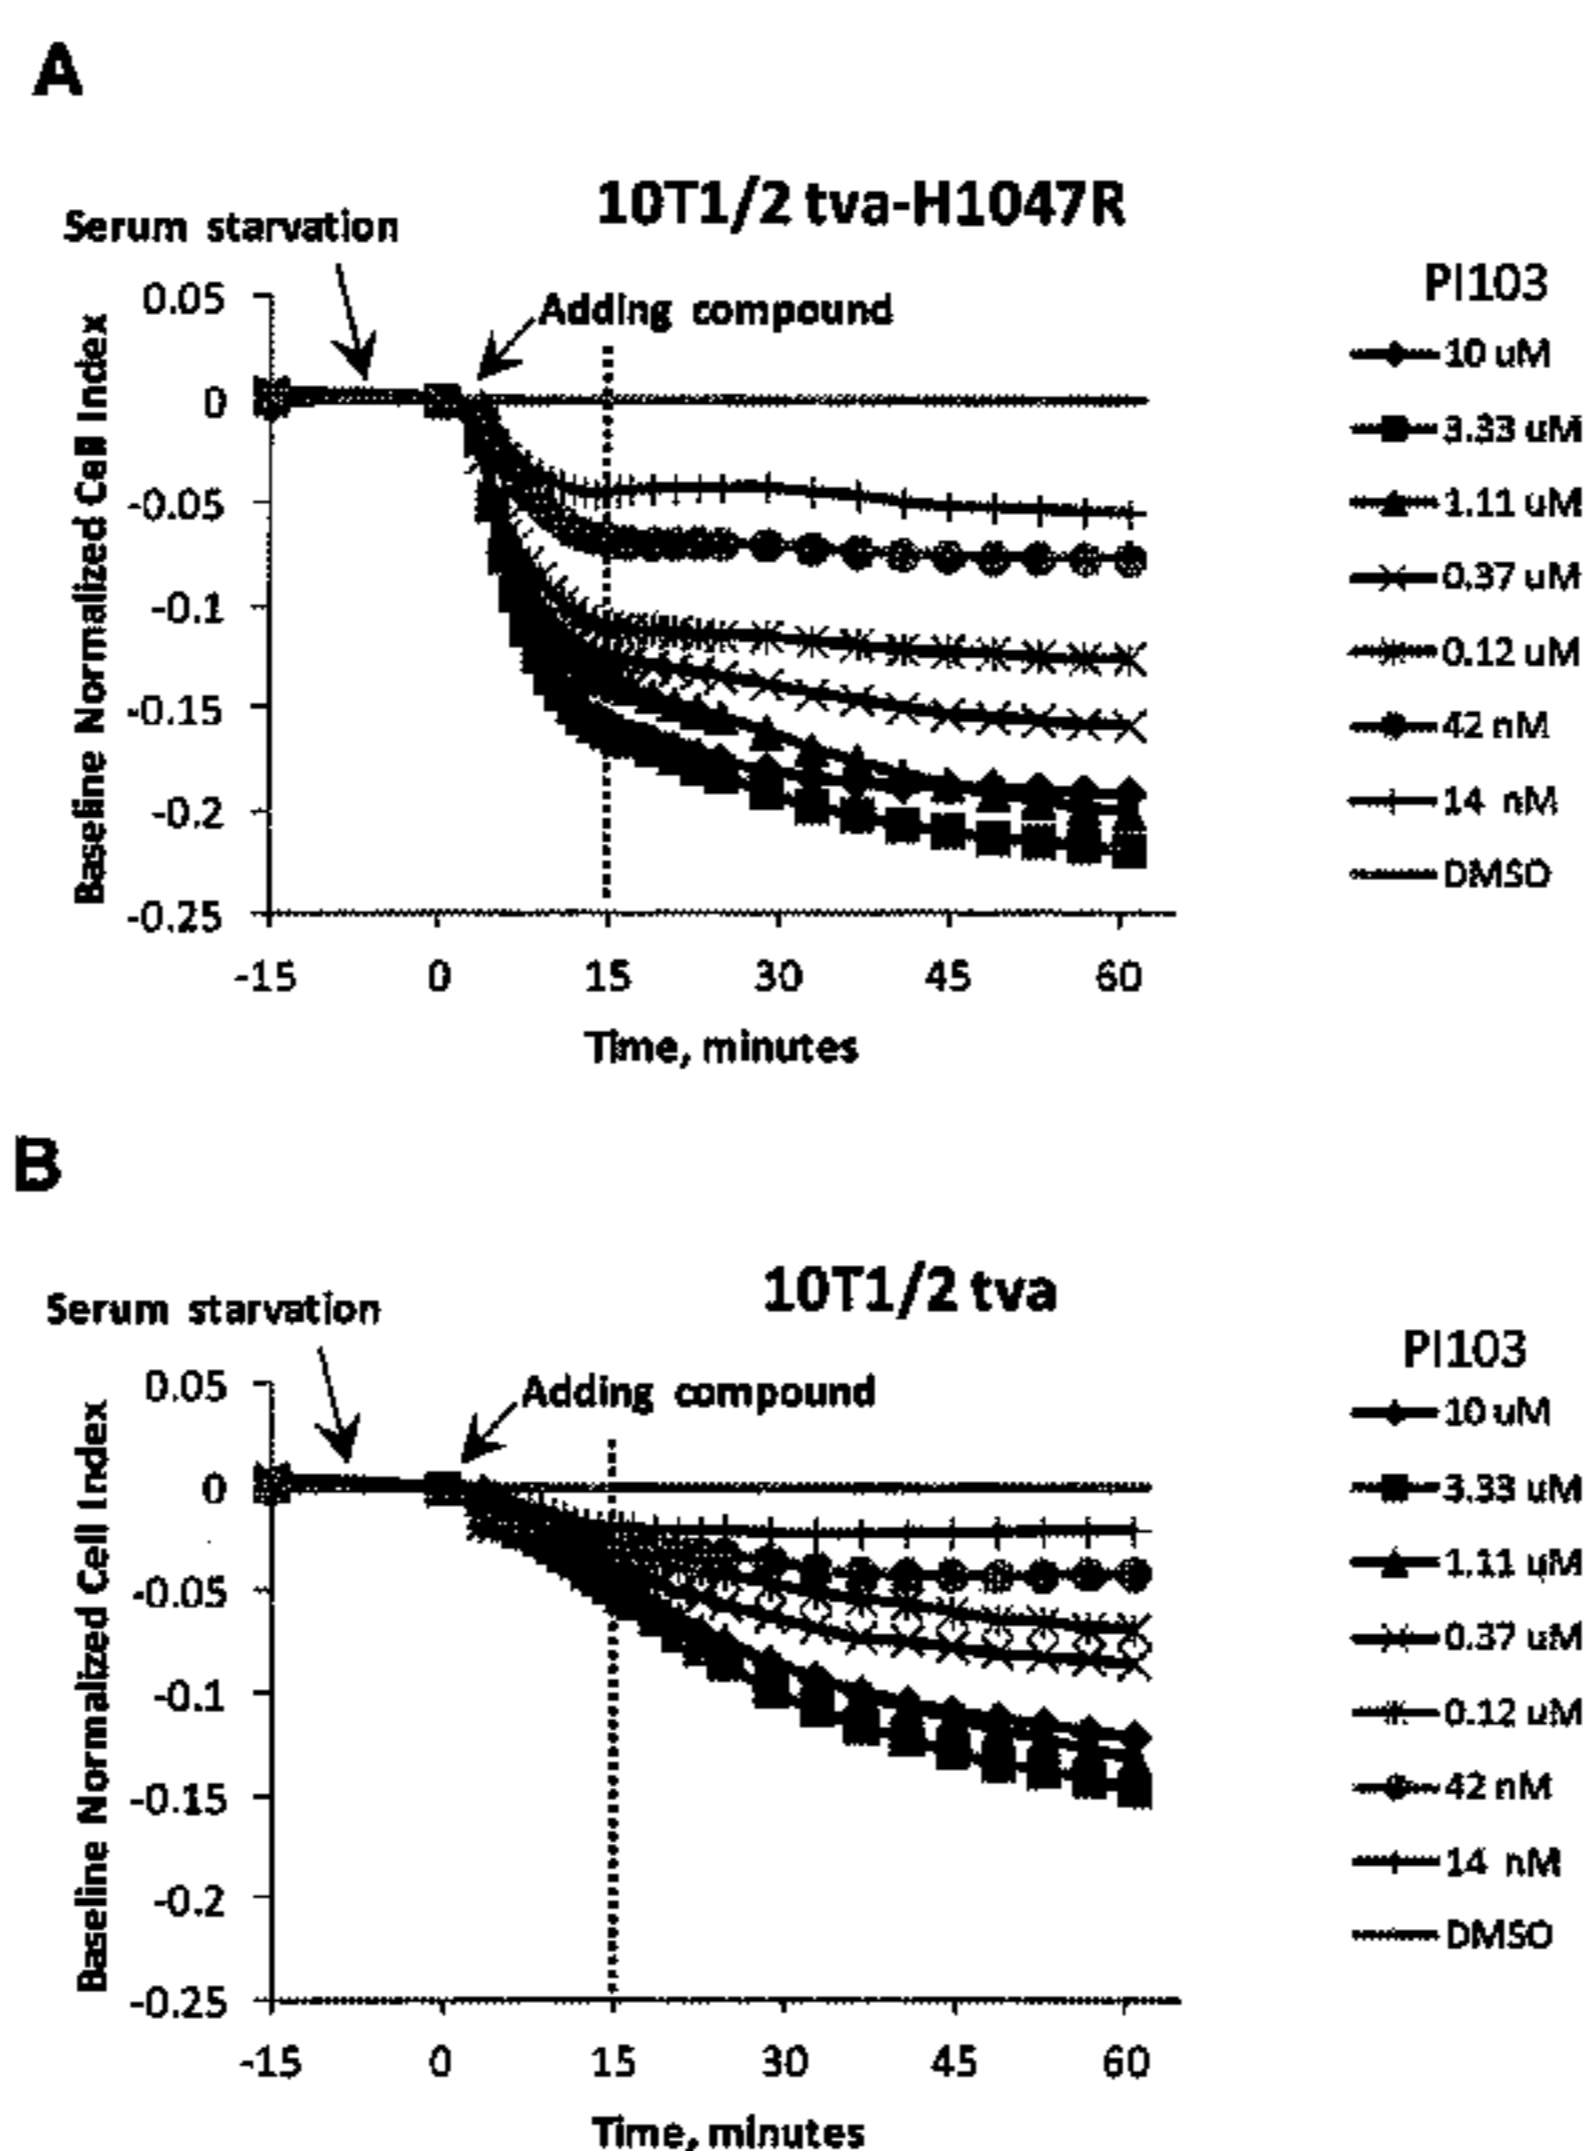 A
10T1/2 tva-H1047R
Serum starvation
Adding compound
PI103
0.05
0
-0.05
-0.1
-0.15
-0.2
-0.25
Baseline Normalized Cell Index
-15 0 15 30 45 60
Time, minutes
10 uM
3.33 uM
1.11 uM
0.37 uM
0.12 uM
42 nM
14 nM
DMSO
B
10T1/2 tva
Serum starvation
Adding compound
PI103
0.05
0
-0.05
-0.1
-0.15
-0.2
-0.25
Baseline Normalized Cell Index
-15 0 15 30 45 60
Time, minutes
10 uM
3.33 uM
1.11 uM
0.37 uM
0.12 uM
42 nM
14 nM
DMSO